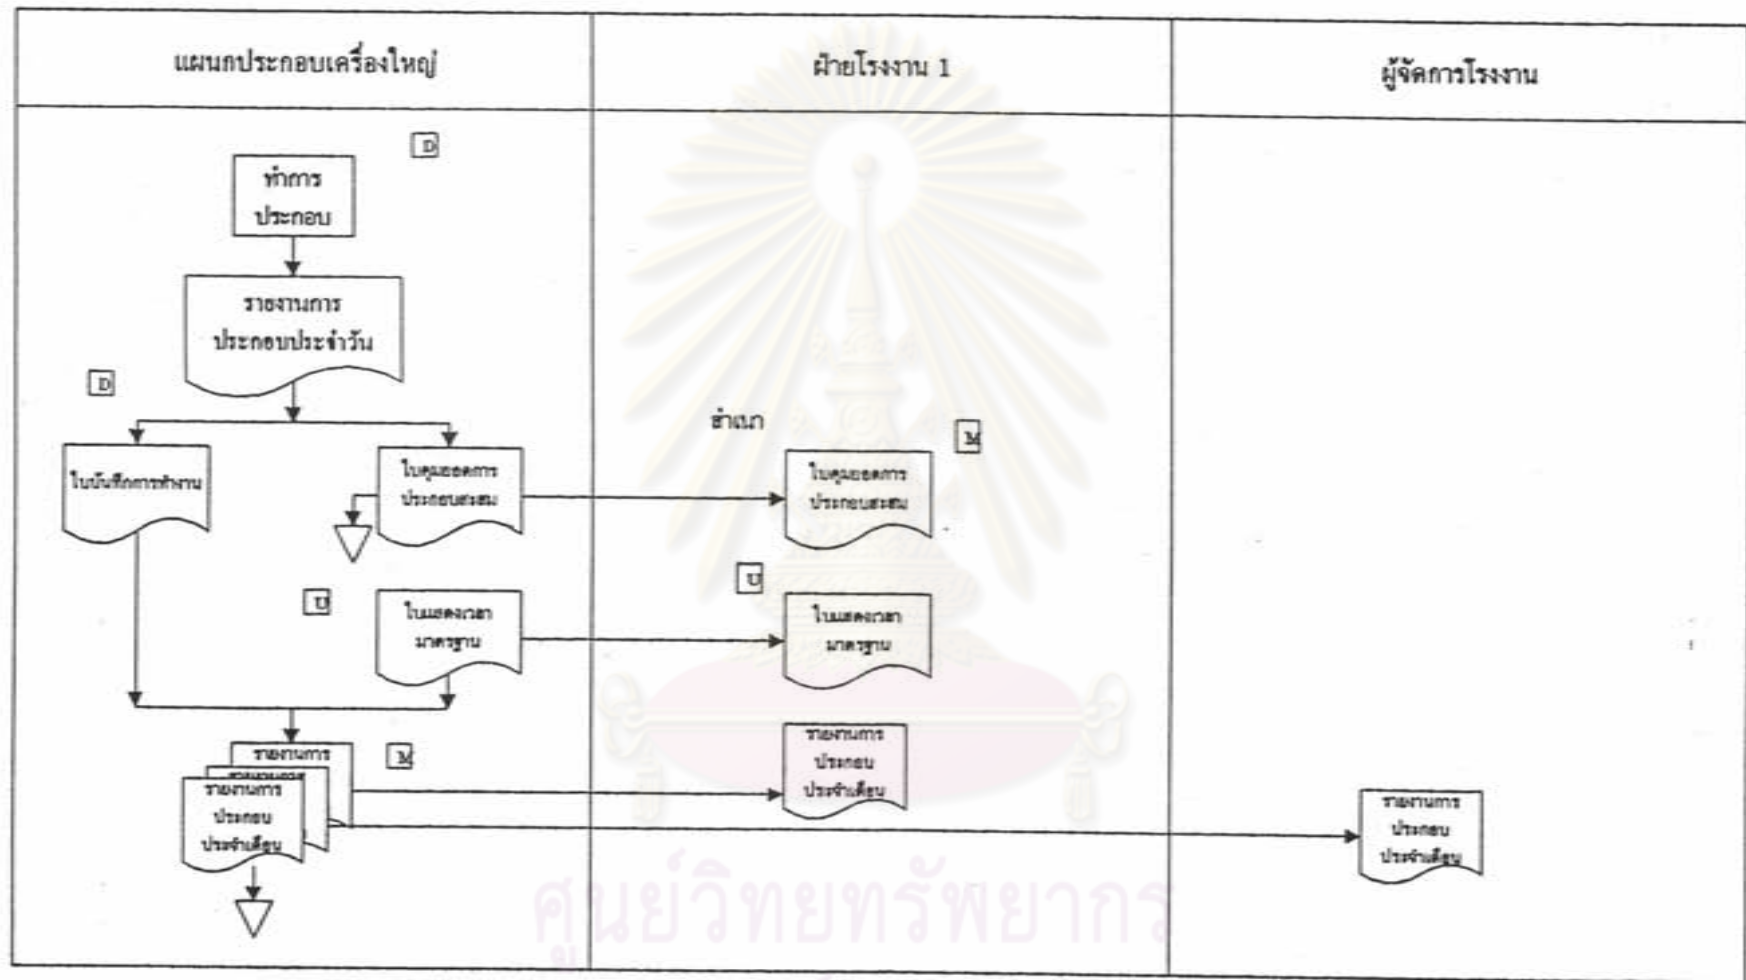 แผนกประกอบเครื่องใหญ่
ฝ่ายโรงงาน 1
ผู้จัดการโรงงาน
D
ทำการ
ประกอบ
รายงานการ
ประกอบประจำวัน
D
ใบบันทึกการทำงาน
ใบคุมยอดการ
ประกอบสะสม
สำเนา
M
ใบคุมยอดการ
ประกอบสะสม
U
ใบแสดงเวลา
มาตรฐาน
U
ใบแสดงเวลา
มาตรฐาน
M
รายงานการ
รายงานการ
รายงานการ
ประกอบ
ประจำเดือน
รายงานการ
ประกอบ
ประจำเดือน
รายงานการ
ประกอบ
ประจำเดือน
ศูนย์วิทยทรัพยากร